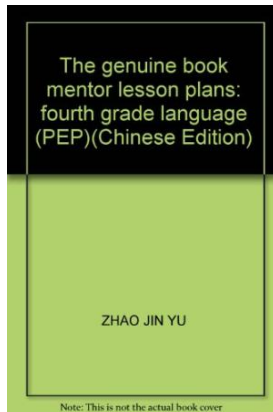 The genuine book
mentor lesson plans:
fourth grade language
(PEP)(Chinese Edition)
ZHAO JIN YU
Note: This is not the actual book cover